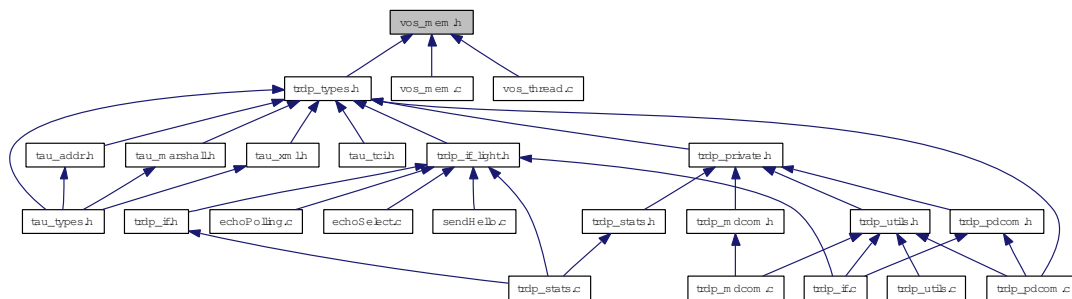 vos_mem.h
trdp_types.h
vos_mem.c
vos_thread.c
tau_addr.h
tau_marshall.h
tau_xml.h
tau_tci.h
trdp_if_light.h
trdp_private.h
tau_types.h
trdp_if.h
echoPolling.c
echoSelect.c
sendHello.c
trdp_stats.h
trdp_mdcom.h
trdp_utils.h
trdp_pdcom.h
trdp_stats.c
trdp_mdcom.c
trdp_if.c
trdp_utils.c
trdp_pdcom.c